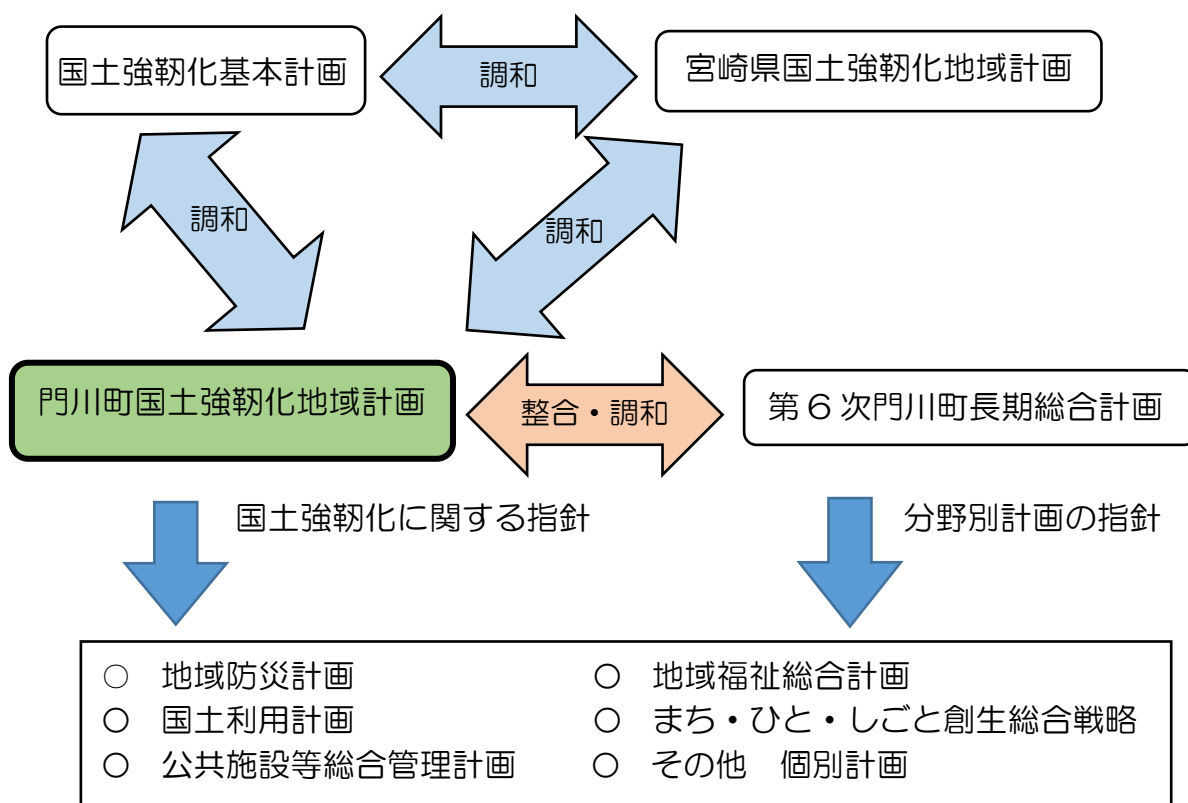 国土強靭化基本計画
調和
宮崎県国土強靭化地域計画
調和
調和
門川町国土強靭化地域計画
整合・調和
第6次門川町長期総合計画
国土強靭化に関する指針
分野別計画の指針
○ 地域防災計画
○ 国土利用計画
○ 公共施設等総合管理計画
○ 地域福祉総合計画
○ まち・ひと・しごと創生総合戦略
○ その他 個別計画